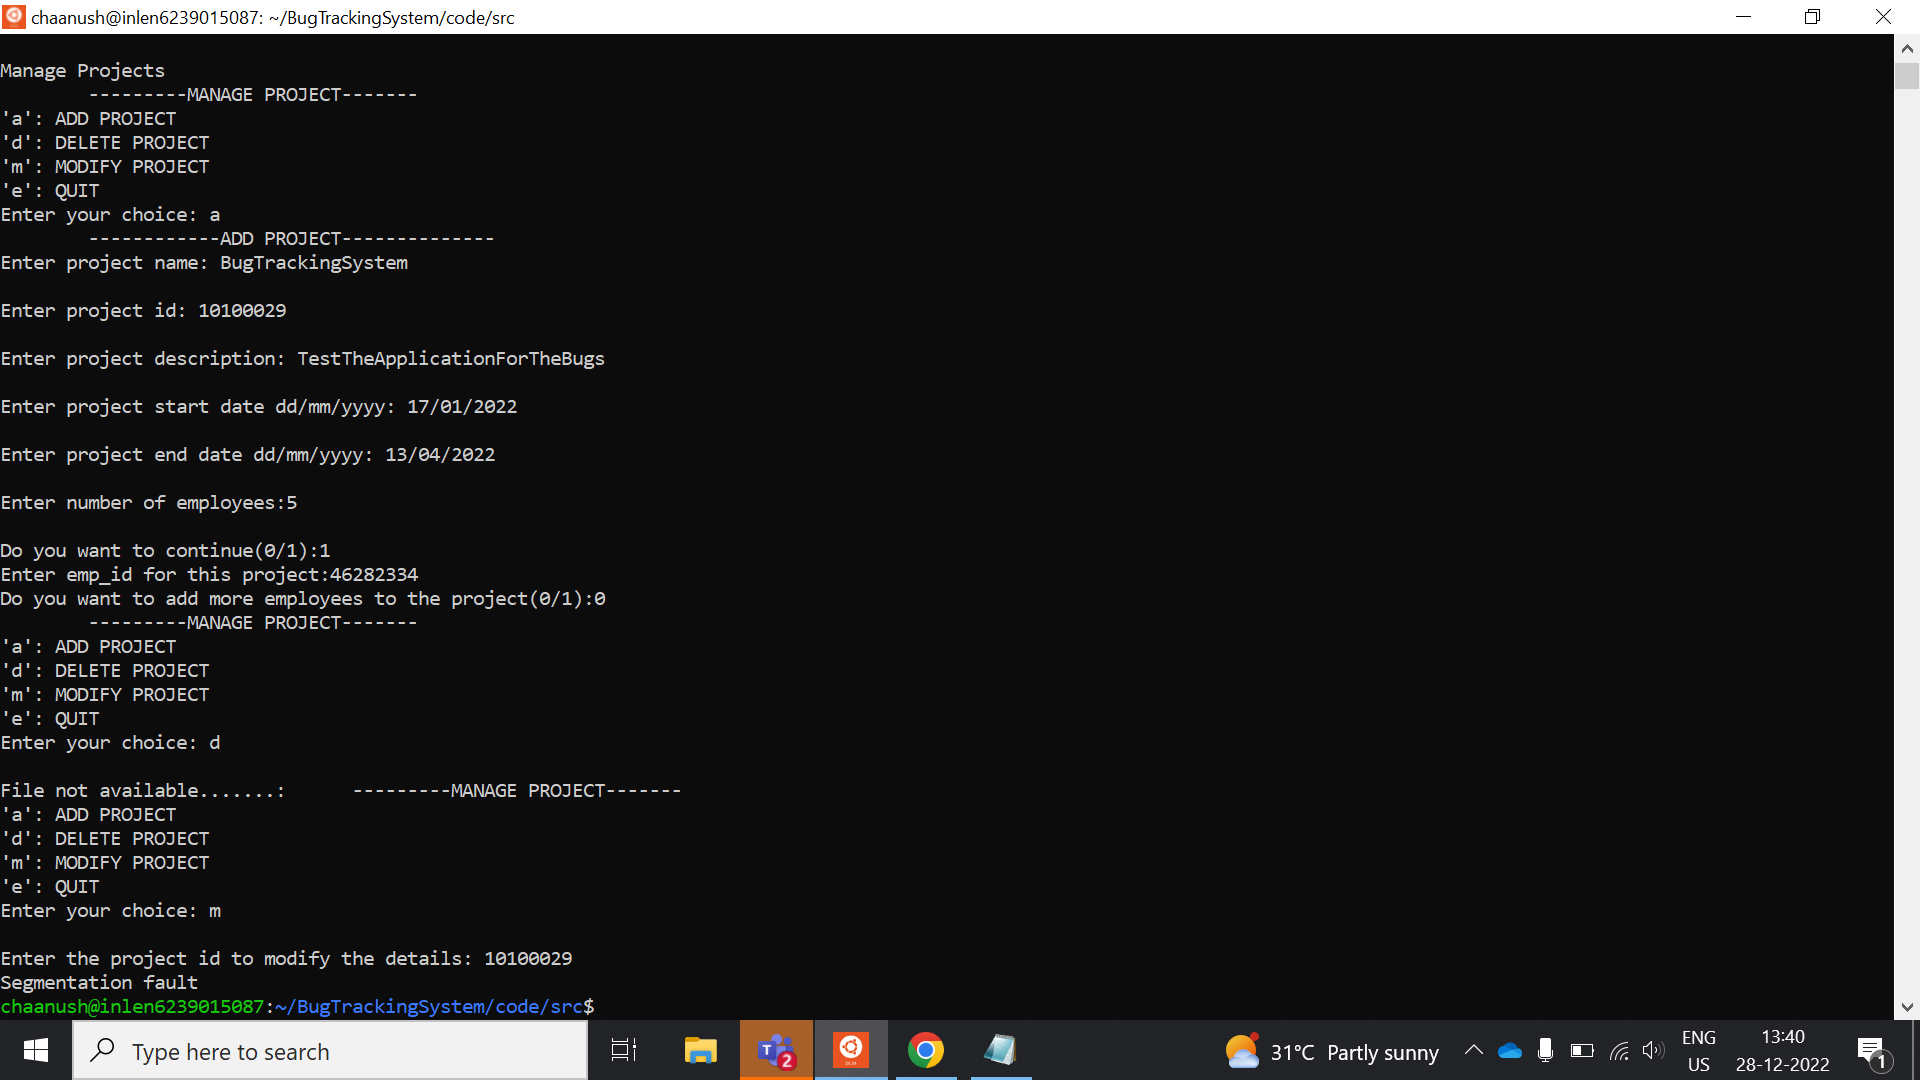 chaanush@inlen6239015087: ~/BugTrackingSystem/code/src
Manage Projects
---------MANAGE PROJECT-------
'a': ADD PROJECT
'd': DELETE PROJECT
'm': MODIFY PROJECT
'e': QUIT
Enter your choice: a
------------ADD PROJECT--------------
Enter project name: BugTrackingSystem
Enter project id: 10100029
Enter project description: TestTheApplicationForTheBugs
Enter project start date dd/mm/yyyy: 17/01/2022
Enter project end date dd/mm/yyyy: 13/04/2022
Enter number of employees:5
Do you want to continue(0/1):1
Enter emp_id for this project:46282334
Do you want to add more employees to the project(0/1):0
---------MANAGE PROJECT-------
'a': ADD PROJECT
'd': DELETE PROJECT
'm': MODIFY PROJECT
'e': QUIT
Enter your choice: d
File not available.......:      ---------MANAGE PROJECT-------
'a': ADD PROJECT
'd': DELETE PROJECT
'm': MODIFY PROJECT
'e': QUIT
Enter your choice: m
Enter the project id to modify the details: 10100029
Segmentation fault
chaanush@inlen6239015087:~/BugTrackingSystem/code/src$
Type here to search
T 2
31°C Partly sunny
ENG
US
13:40
28-12-2022
1